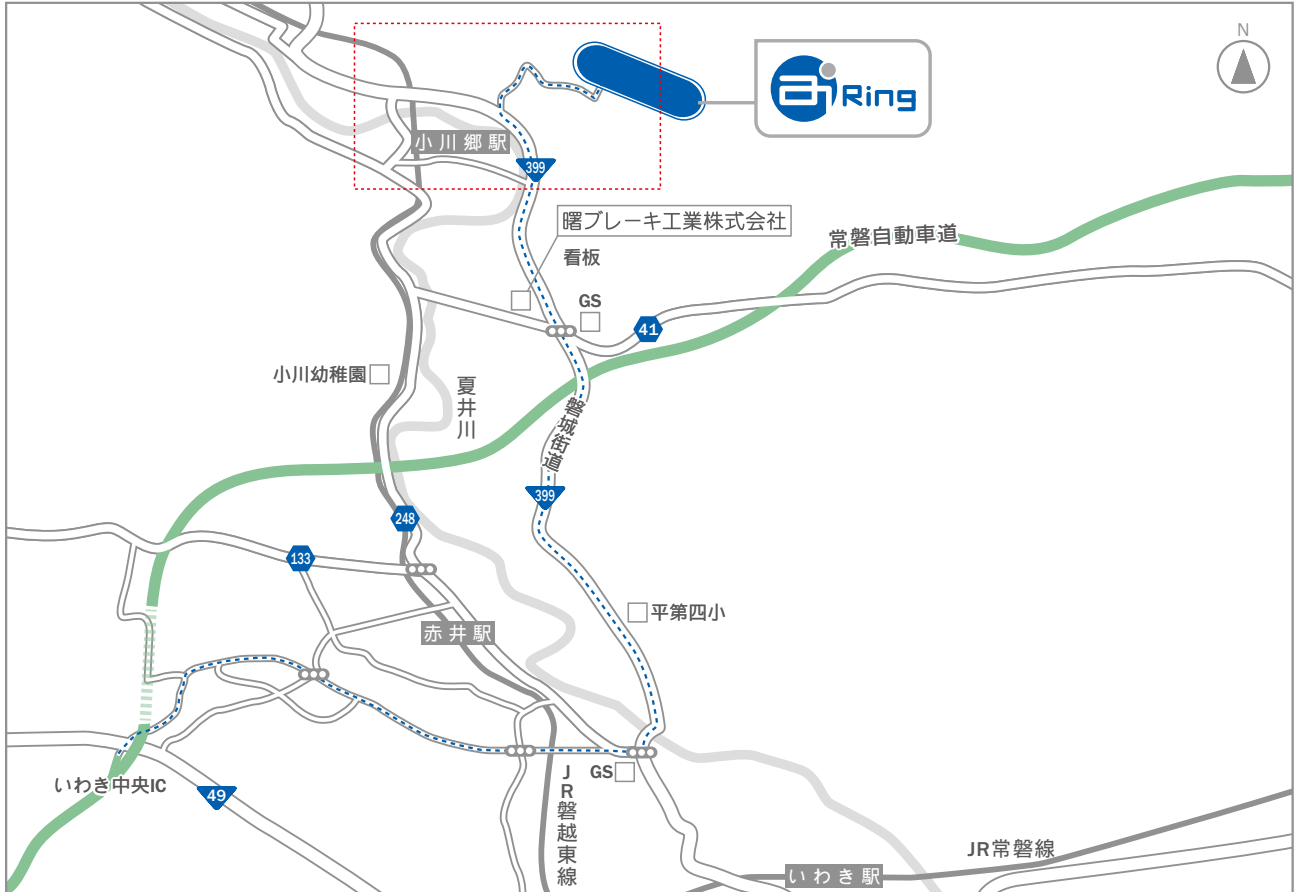 N
ai Ring
小川郷駅
399
曙ブレーキ工業株式会社
看板
常磐自動車道
GS
41
小川幼稚園
夏井川
磐城街道
399
248
133
平第四小
赤井駅
いわき中央IC
49
GS
JR磐越東線
JR常磐線
いわき駅